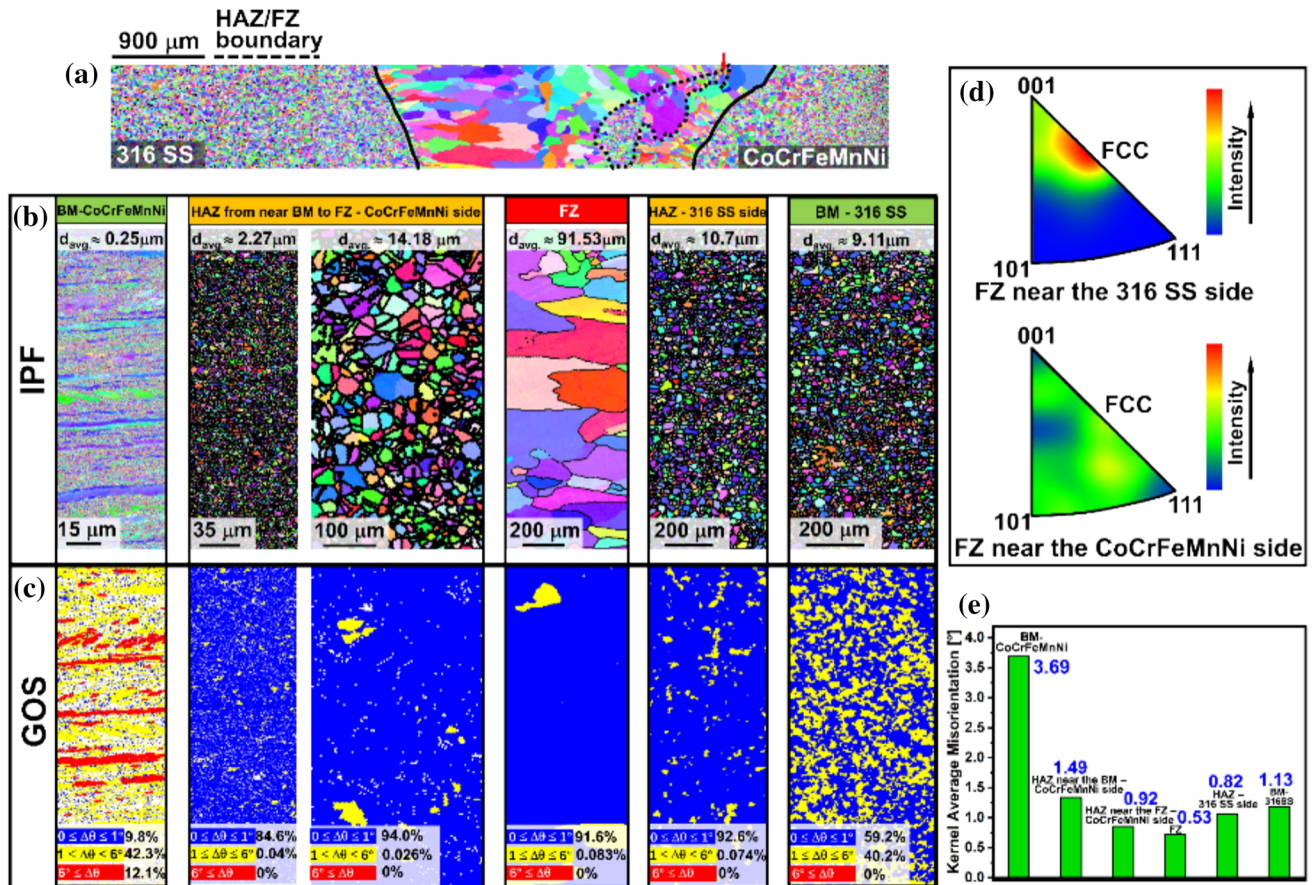 900 μm
HAZ/FZ
boundary
(a)
316 SS
CoCrFeMnNi
(b)
IPF
BM-CoCrFeMnNi
HAZ from near BM to FZ - CoCrFeMnNi side
FZ
HAZ - 316 SS side
BM - 316 SS
davg. ≈ 0.25μm
davg. ≈ 2.27μm
davg. ≈ 14.18 μm
davg. ≈ 91.53μm
davg. ≈ 10.7μm
davg. ≈ 9.11μm
15 μm
35 μm
100 μm
200 μm
200 μm
200 μm
(c)
GOS
0 ≤ Δθ ≤ 1° 9.8%
1 < Δθ < 6° 42.3%
6° ≤ Δθ 12.1%
0 ≤ Δθ ≤ 1° 84.6%
1 ≤ Δθ ≤ 6° 0.04%
6° ≤ Δθ 0%
0 ≤ Δθ ≤ 1° 94.0%
1 < Δθ < 6° 0.026%
6° ≤ Δθ 0%
0 ≤ Δθ ≤ 1° 91.6%
1 ≤ Δθ ≤ 6° 0.083%
6° ≤ Δθ 0%
0 ≤ Δθ ≤ 1° 92.6%
1 ≤ Δθ ≤ 6° 0.074%
6° ≤ Δθ 0%
0 ≤ Δθ ≤ 1° 59.2%
1 ≤ Δθ ≤ 6° 40.2%
6° ≤ Δθ 0%
(d)
001
FCC
111
101
Intensity
FZ near the 316 SS side
001
FCC
111
101
Intensity
FZ near the CoCrFeMnNi side
(e)
Kernel Average Misorientation [°]
4.0
3.5
3.0
2.5
2.0
1.5
1.0
0.5
0.0
BM-
CoCrFeMnNi
3.69
1.49
HAZ near the BM –
CoCrFeMnNi side
0.92
HAZ near the FZ –
CoCrFeMnNi side
0.53
FZ
0.82
HAZ –
316 SS side
1.13
BM-
316SS